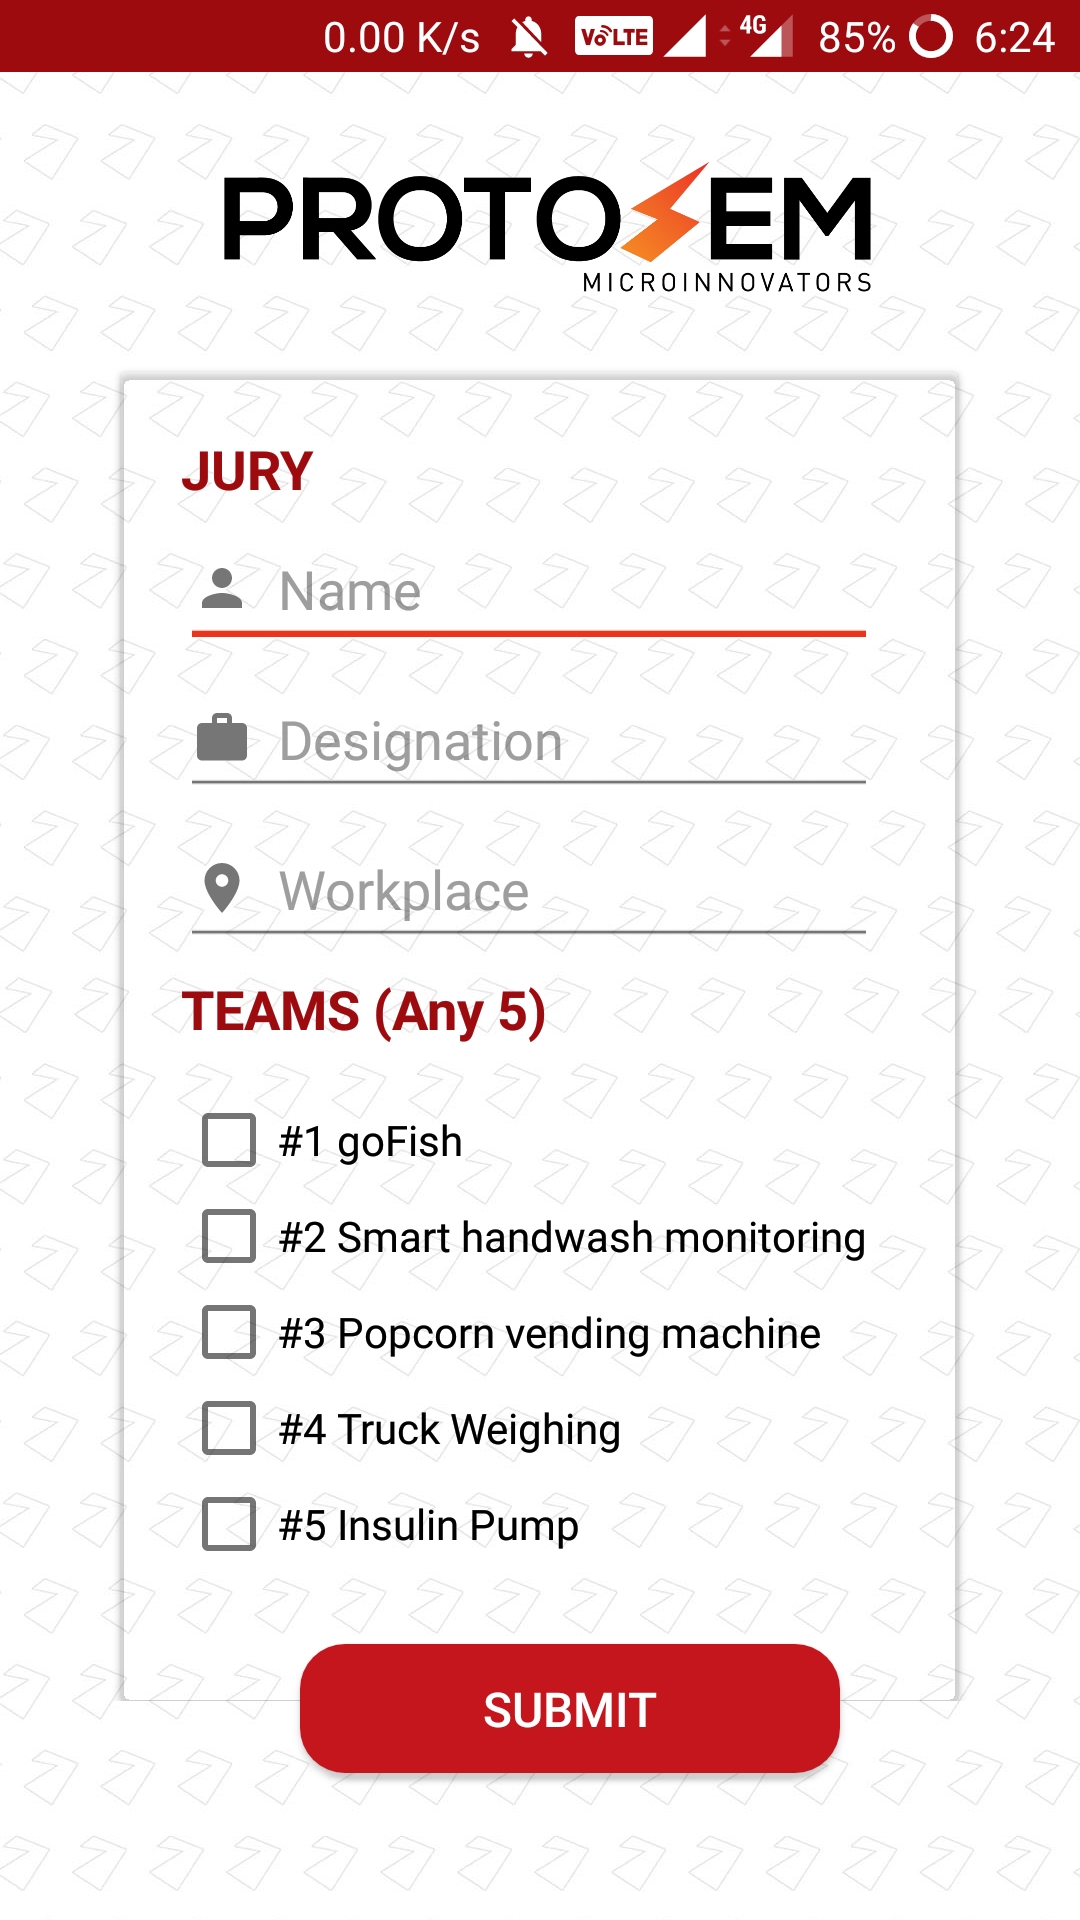 0.00 K/s VoLTE 4G 85% 6:24
PROTOSEM
MICROINNOVATORS
JURY
Name
Designation
Workplace
TEAMS (Any 5)
#1 goFish
#2 Smart handwash monitoring
#3 Popcorn vending machine
#4 Truck Weighing
#5 Insulin Pump
SUBMIT